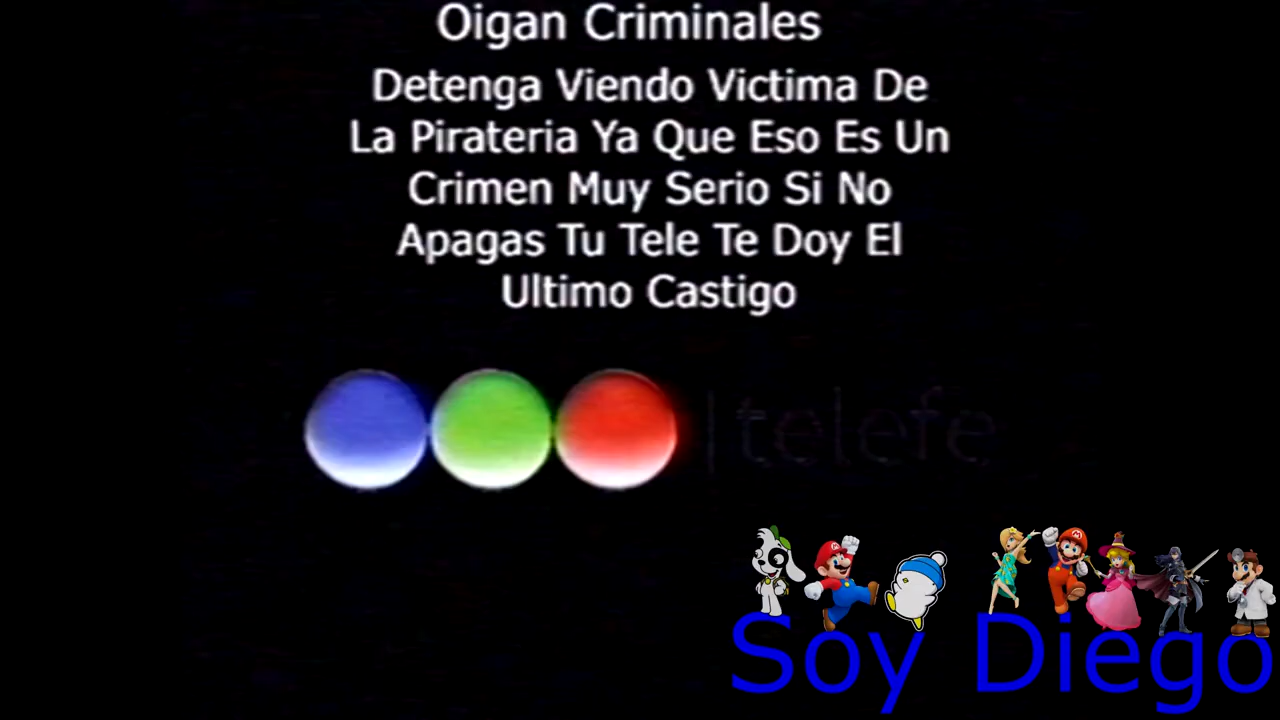 Oigan Criminales
Detenga Viendo Victima De
La Pirateria Ya Que Eso Es Un
Crimen Muy Serio Si No
Apagas Tu Tele Te Doy El
Ultimo Castigo
telefe
Soy Diego